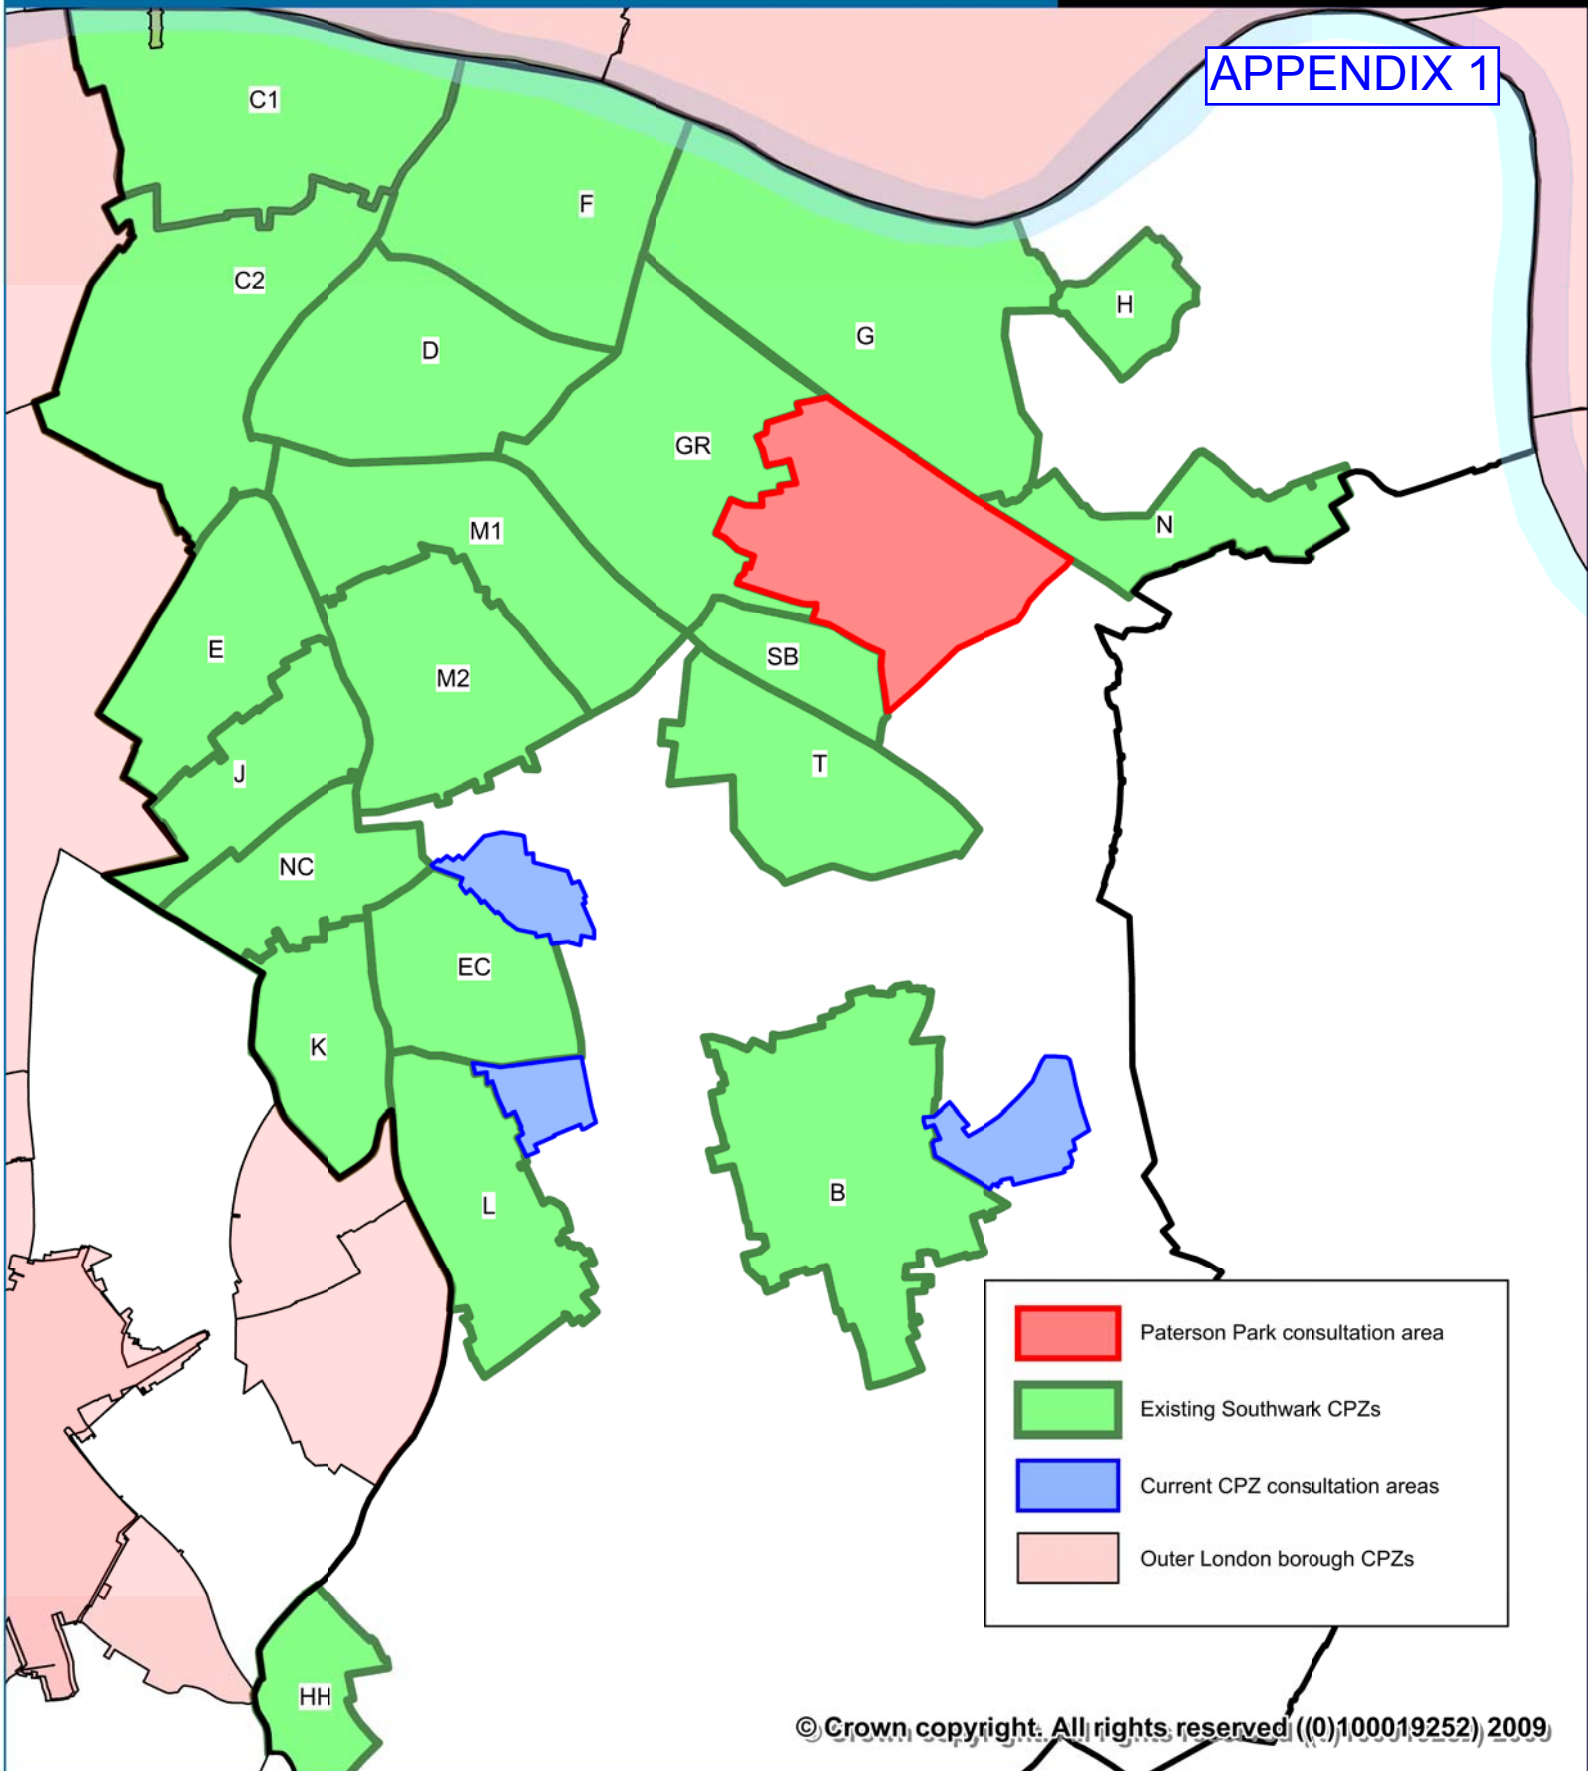 APPENDIX 1
C1
F
C2
H
G
D
GR
N
M1
E
SB
M2
T
J
NC
EC
K
B
L
Paterson Park consultation area
Existing Southwark CPZs
Current CPZ consultation areas
Outer London borough CPZs
HH
© Crown copyright. All rights reserved ((0)100019252) 2009